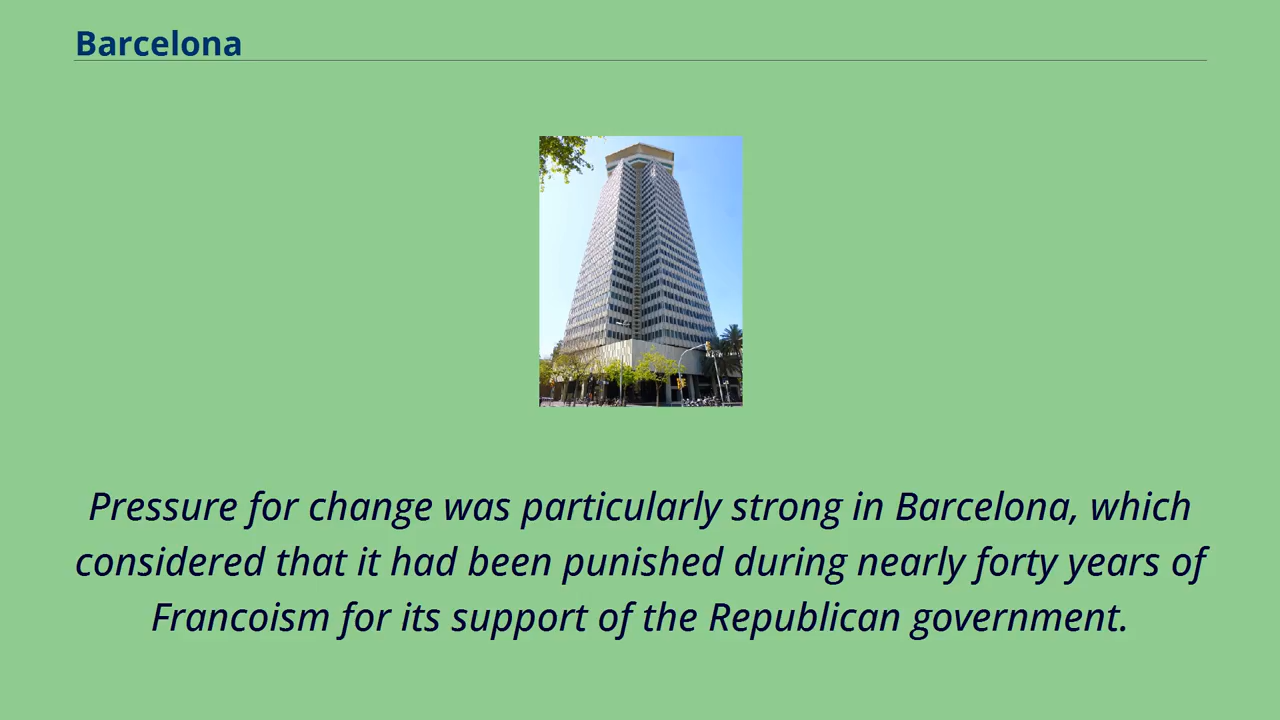 Barcelona
Pressure for change was particularly strong in Barcelona, which
considered that it had been punished during nearly forty years of
Francoism for its support of the Republican government.